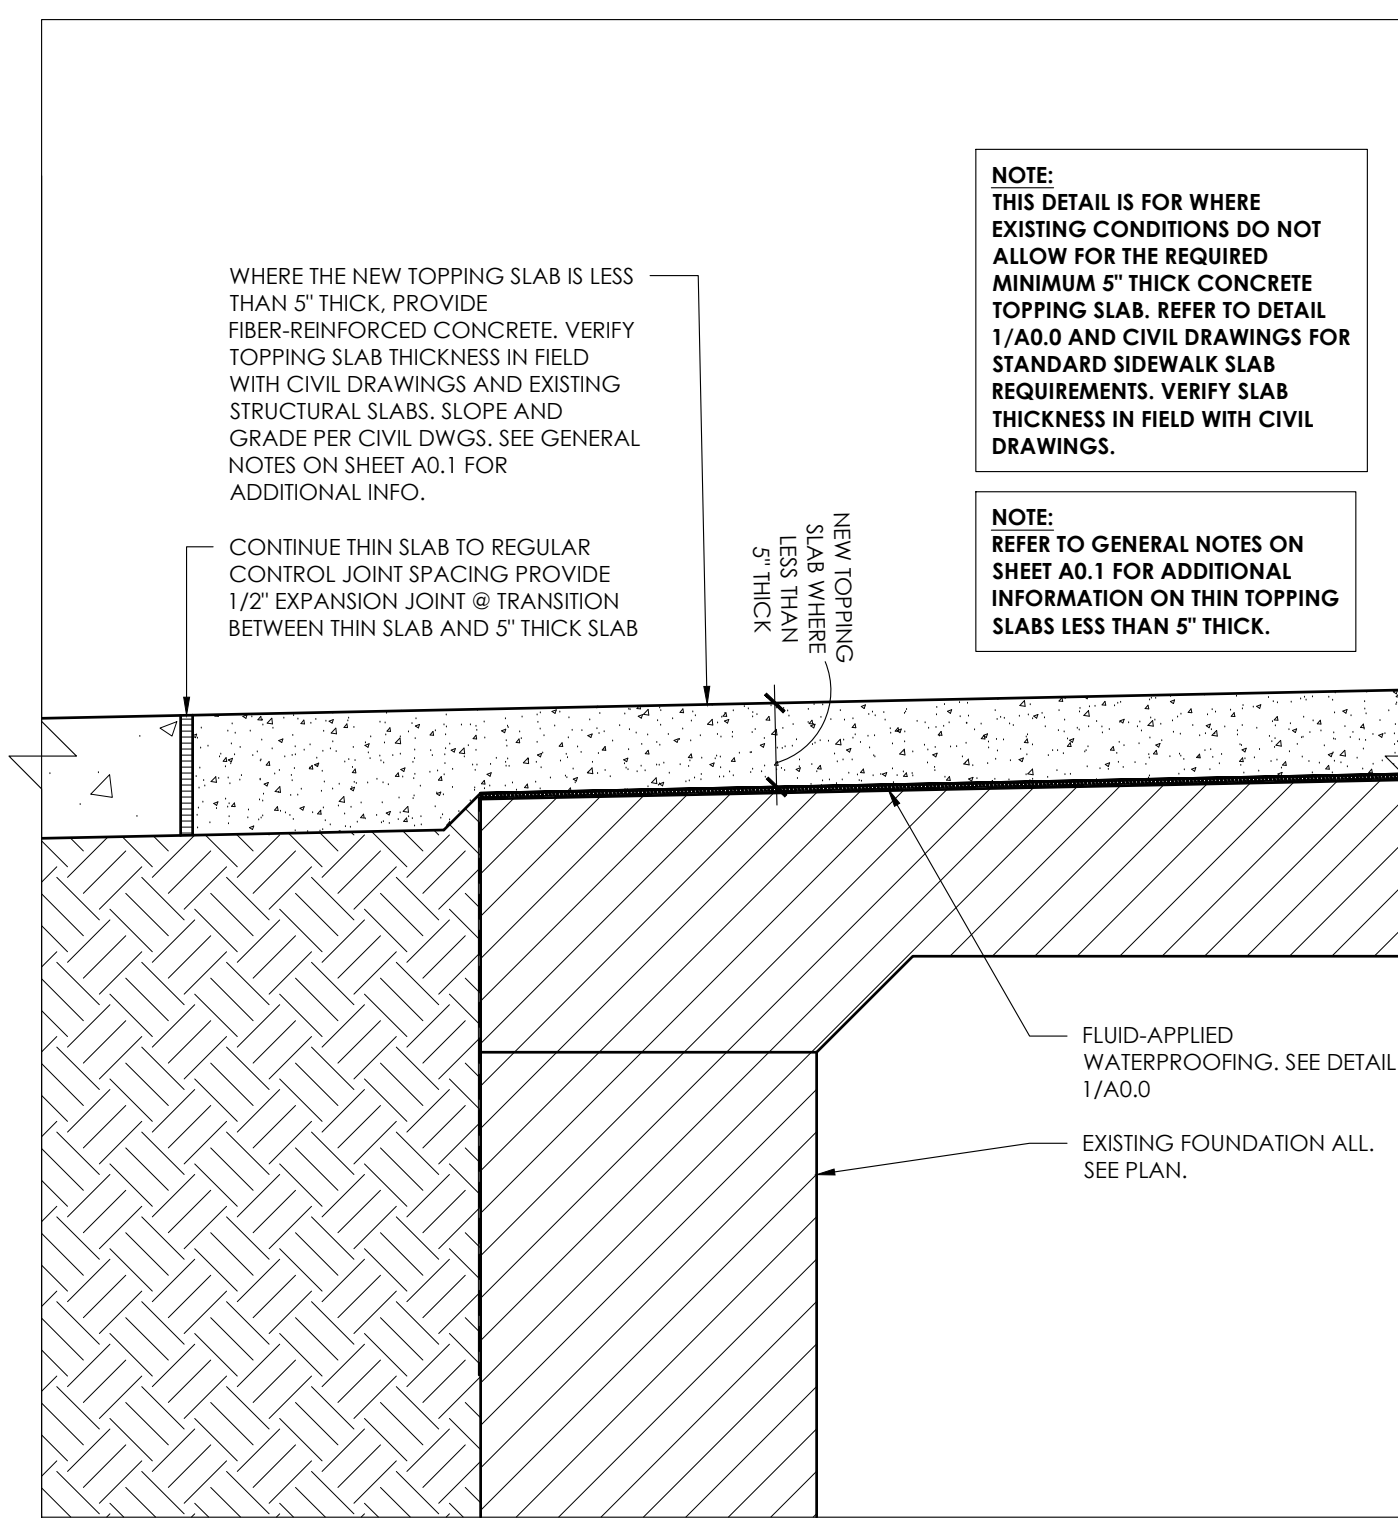 NOTE:
THIS DETAIL IS FOR WHERE
EXISTING CONDITIONS DO NOT
ALLOW FOR THE REQUIRED
MINIMUM 5" THICK CONCRETE
TOPPING SLAB. REFER TO DETAIL
1/A0.0 AND CIVIL DRAWINGS FOR
STANDARD SIDEWALK SLAB
REQUIREMENTS. VERIFY SLAB
THICKNESS IN FIELD WITH CIVIL
DRAWINGS.
WHERE THE NEW TOPPING SLAB IS LESS
THAN 5" THICK, PROVIDE
FIBER-REINFORCED CONCRETE. VERIFY
TOPPING SLAB THICKNESS IN FIELD
WITH CIVIL DRAWINGS AND EXISTING
STRUCTURAL SLABS. SLOPE AND
GRADE PER CIVIL DWGS. SEE GENERAL
NOTES ON SHEET A0.1 FOR
ADDITIONAL INFO.
NOTE:
REFER TO GENERAL NOTES ON
SHEET A0.1 FOR ADDITIONAL
INFORMATION ON THIN TOPPING
SLABS LESS THAN 5" THICK.
CONTINUE THIN SLAB TO REGULAR
CONTROL JOINT SPACING PROVIDE
1/2" EXPANSION JOINT @ TRANSITION
BETWEEN THIN SLAB AND 5" THICK SLAB
NEW TOPPING
SLAB WHERE
LESS THAN
5" THICK
FLUID-APPLIED
WATERPROOFING. SEE DETAIL
1/A0.0
EXISTING FOUNDATION ALL.
SEE PLAN.